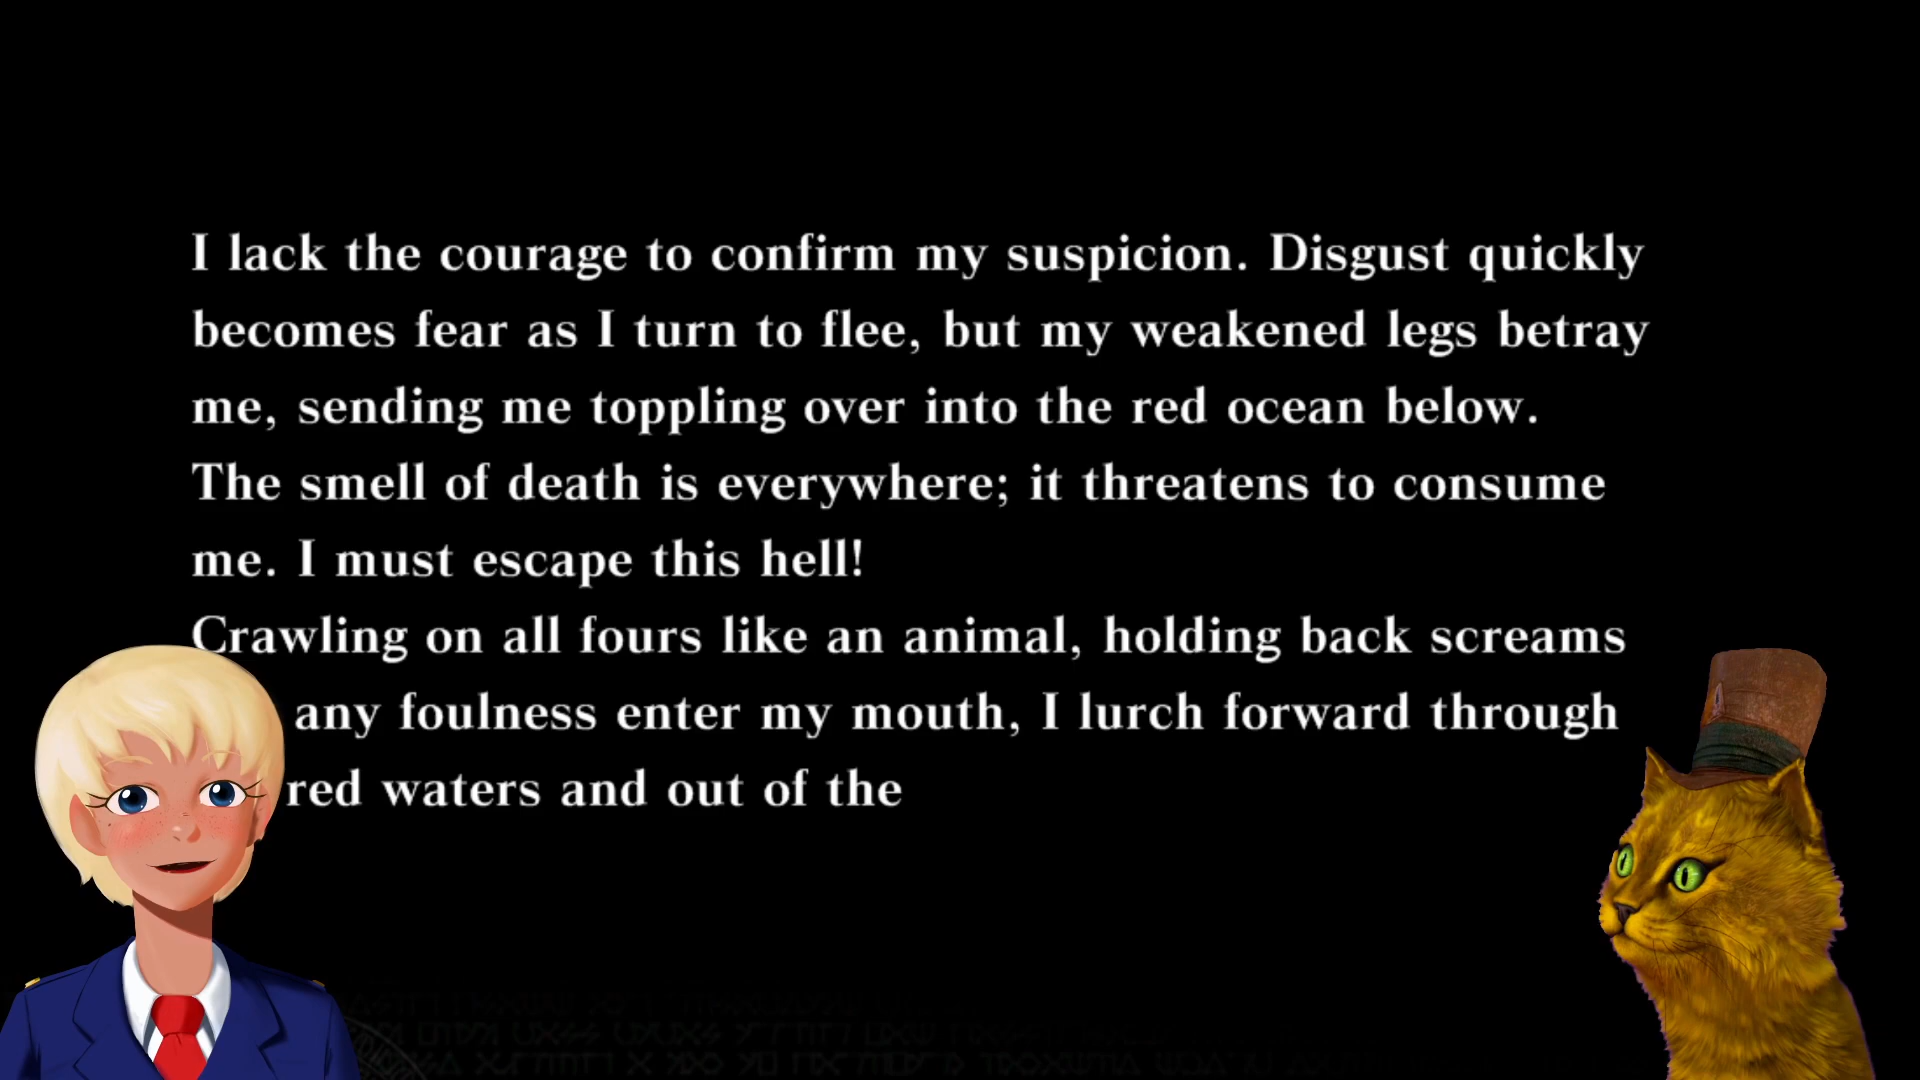 I lack the courage to confirm my suspicion. Disgust quickly
becomes fear as I turn to flee, but my weakened legs betray
me, sending me toppling over into the red ocean below.
The smell of death is everywhere; it threatens to consume
me. I must escape this hell!
Crawling on all fours like an animal, holding back screams
any foulness enter my mouth, I lurch forward through
red waters and out of the